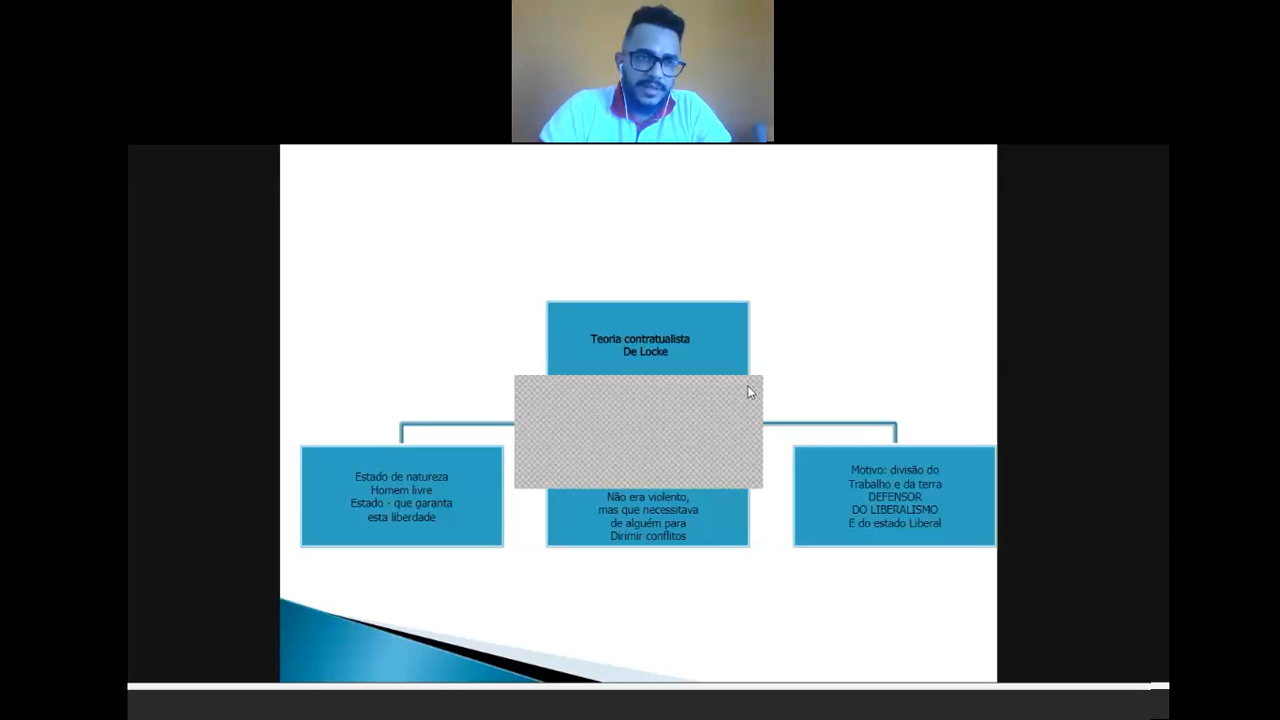 Teoria contratualista
De Locke
Estado de natureza
Homem livre
Estado - que garanta
esta liberdade
Não era violento,
mas que necessitava
de alguém para
Dirimir conflitos
Motivo: divisão do
Trabalho e da terra
DEFENSOR
DO LIBERALISMO
E do estado Liberal